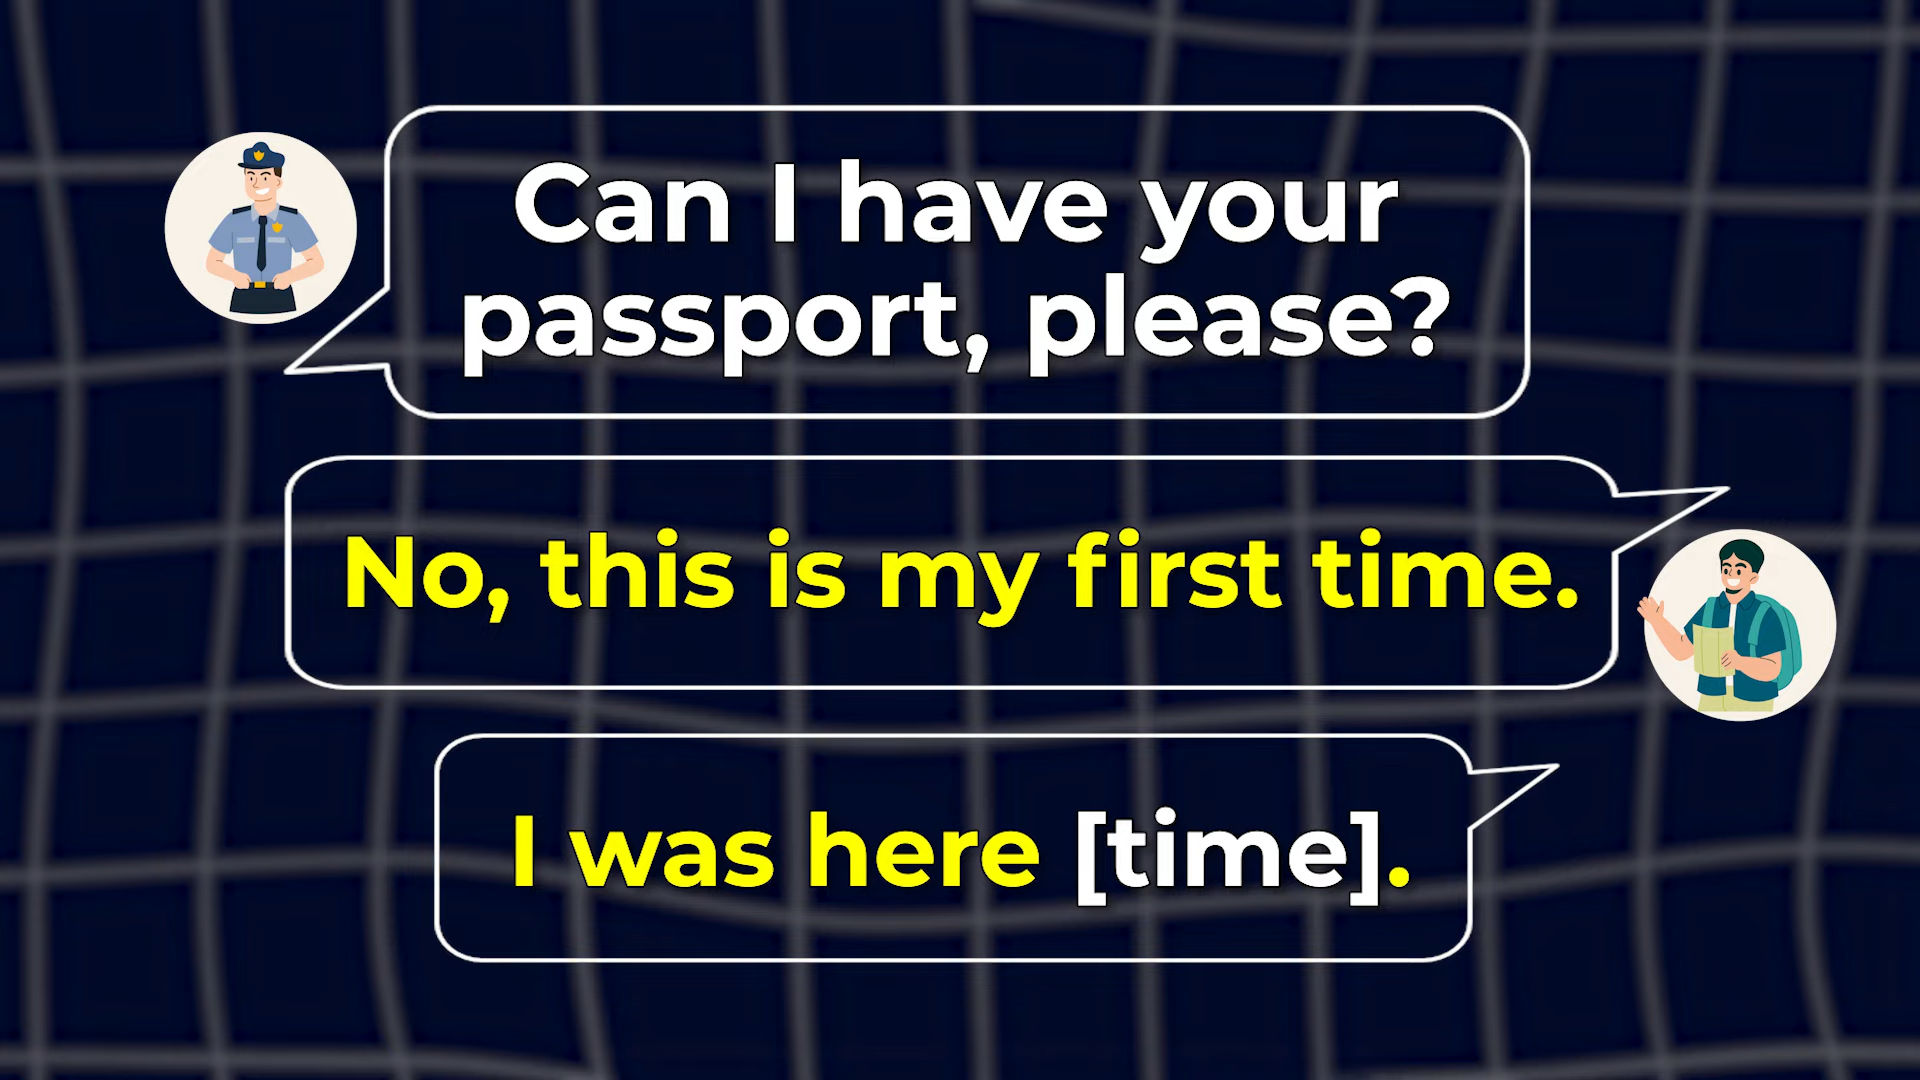 Can I have your
passport, please?
No, this is my first time.
I was here [time].